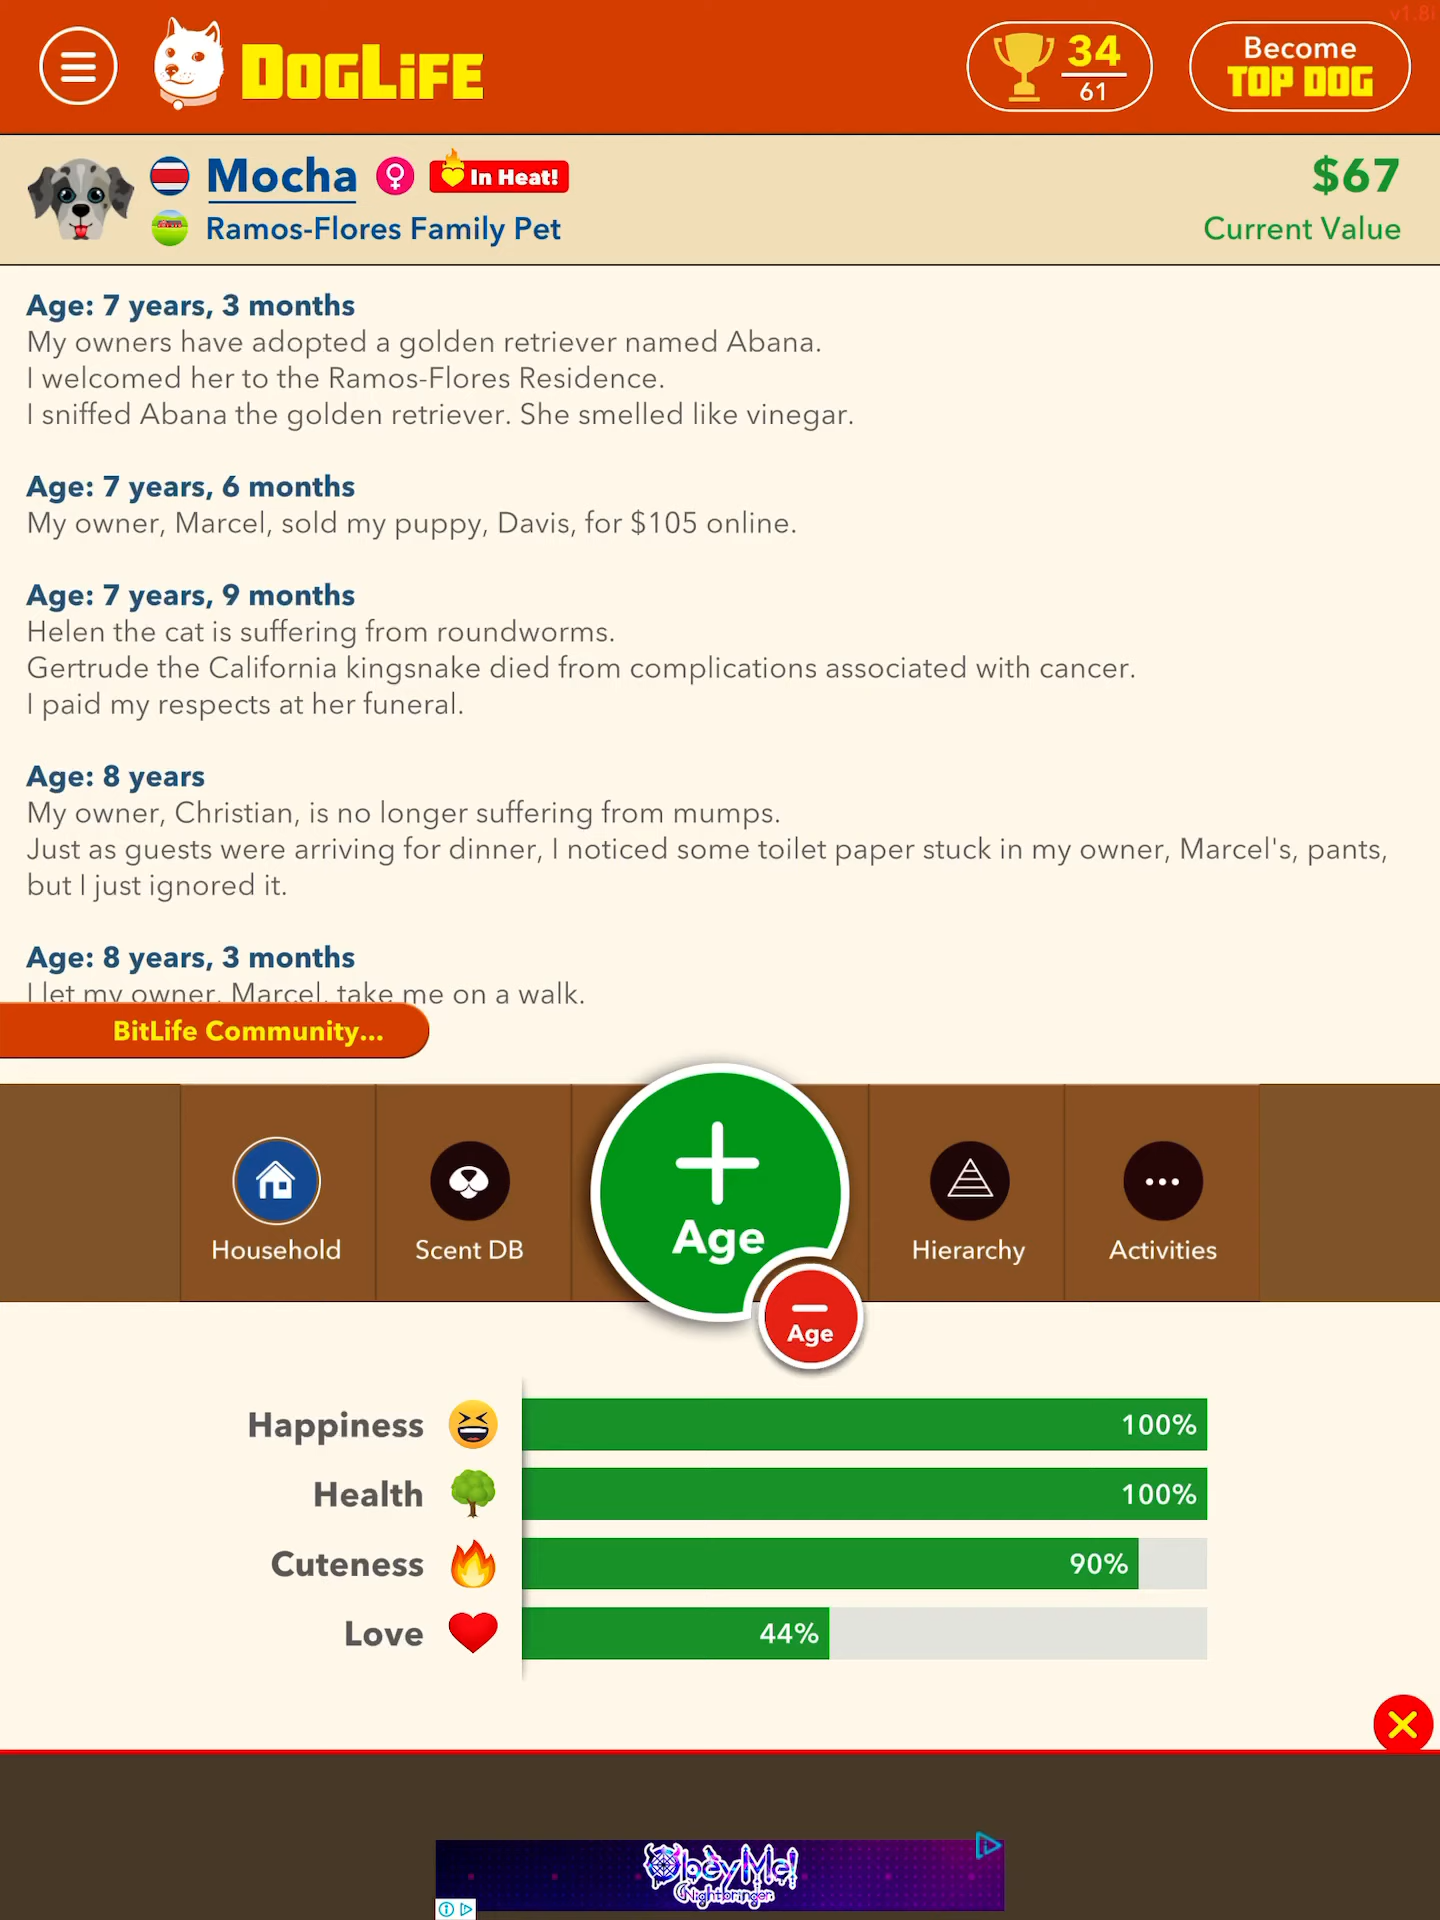 v1.8i
DOGLIFE
34
61
Become
TOP DOG
Mocha
In Heat!
$67
Ramos-Flores Family Pet
Current Value
Age: 7 years, 3 months
My owners have adopted a golden retriever named Abana.
I welcomed her to the Ramos-Flores Residence.
I sniffed Abana the golden retriever. She smelled like vinegar.
Age: 7 years, 6 months
My owner, Marcel, sold my puppy, Davis, for $105 online.
Age: 7 years, 9 months
Helen the cat is suffering from roundworms.
Gertrude the California kingsnake died from complications associated with cancer.
I paid my respects at her funeral.
Age: 8 years
My owner, Christian, is no longer suffering from mumps.
Just as guests were arriving for dinner, I noticed some toilet paper stuck in my owner, Marcel's, pants,
but I just ignored it.
Age: 8 years, 3 months
I let my owner, Marcel, take me on a walk.
BitLife Community...
Household
Scent DB
Age
Hierarchy
Activities
Age
Happiness 100%
Health 100%
Cuteness 90%
Love 44%
Obey Me!
Nightbringer